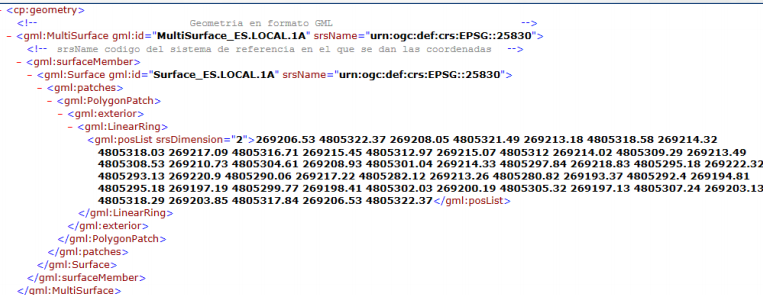 - <cp:geometry>
<!-- Geometria en formato GML -->
- <gml:MultiSurface gml:id="MultiSurface_ES.LOCAL.1A" srsName="urn:ogc:def:crs:EPSG::25830">
<!-- srsName codigo del sistema de referencia en el que se dan las coordenadas -->
- <gml:surfaceMember>
- <gml:Surface gml:id="Surface_ES.LOCAL.1A" srsName="urn:ogc:def:crs:EPSG::25830">
- <gml:patches>
- <gml:PolygonPatch>
- <gml:exterior>
- <gml:LinearRing>
<gml:posList srsDimension="2">269206.53 4805322.37 269208.05 4805321.49 269213.18 4805318.58 269214.32
4805318.03 269217.09 4805316.71 269215.45 4805312.97 269215.07 4805312 269214.02 4805309.29 269213.49
4805308.53 269210.73 4805304.61 269208.93 4805301.04 269214.33 4805297.84 269218.83 4805295.18 269222.32
4805293.13 269220.9 4805290.06 269217.22 4805282.12 269213.26 4805280.82 269193.37 4805292.4 269194.81
4805295.18 269197.19 4805299.77 269198.41 4805302.03 269200.19 4805305.32 269197.13 4805307.24 269203.13
4805318.29 269203.85 4805317.84 269206.53 4805322.37</gml:posList>
</gml:LinearRing>
</gml:exterior>
</gml:PolygonPatch>
</gml:patches>
</gml:Surface>
</gml:surfaceMember>
</gml:MultiSurface>